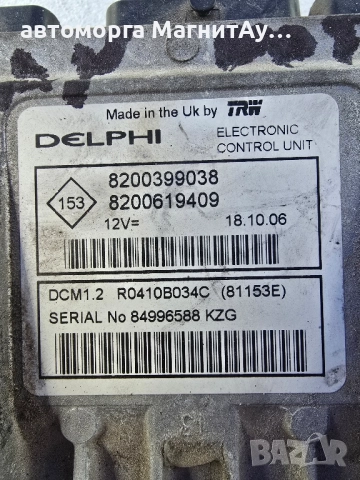 автоморга МагнитАу...
Made in the Uk by TRW
DELPHI
ELECTRONIC
CONTROL UNIT
153
8200399038
8200619409
12V= 18.10.06
DCM1.2 R0410B034C (81153E)
SERIAL No 84996588 KZG
BAZAR